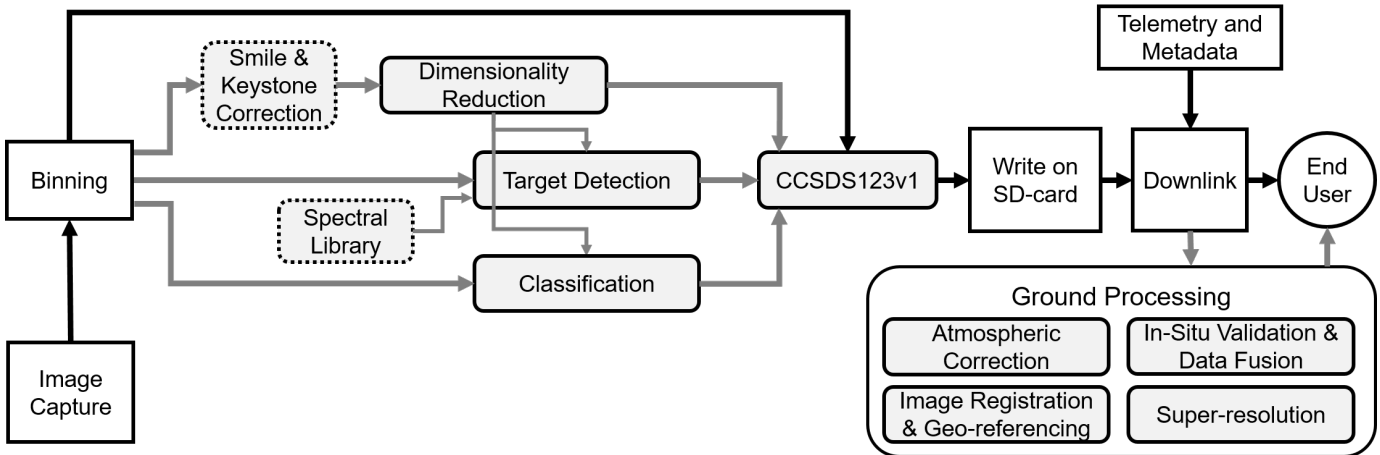 Telemetry and
Metadata
Smile &
Keystone
Correction
Dimensionality
Reduction
Binning
Target Detection
CCSDS123v1
Write on
SD-card
Downlink
End
User
Spectral
Library
Classification
Image
Capture
Ground Processing
Atmospheric
Correction
In-Situ Validation &
Data Fusion
Image Registration
& Geo-referencing
Super-resolution